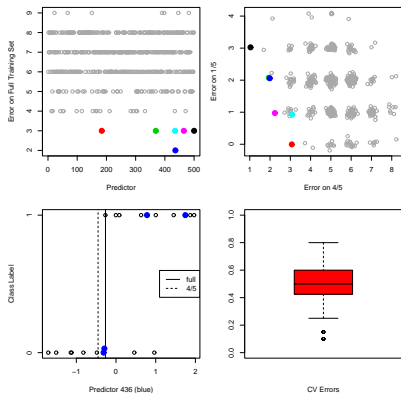 Error on Full Training Set
9
8
7
6
5
4
3
2
0 100 200 300 400 500
Predictor
Error on 1/5
4
3
2
1
0
1 2 3 4 5 6 7 8
Error on 4/5
Class Label
1
0
full
4/5
−1 0 1 2
Predictor 436 (blue)
1.0
0.8
0.6
0.4
0.2
0.0
CV Errors